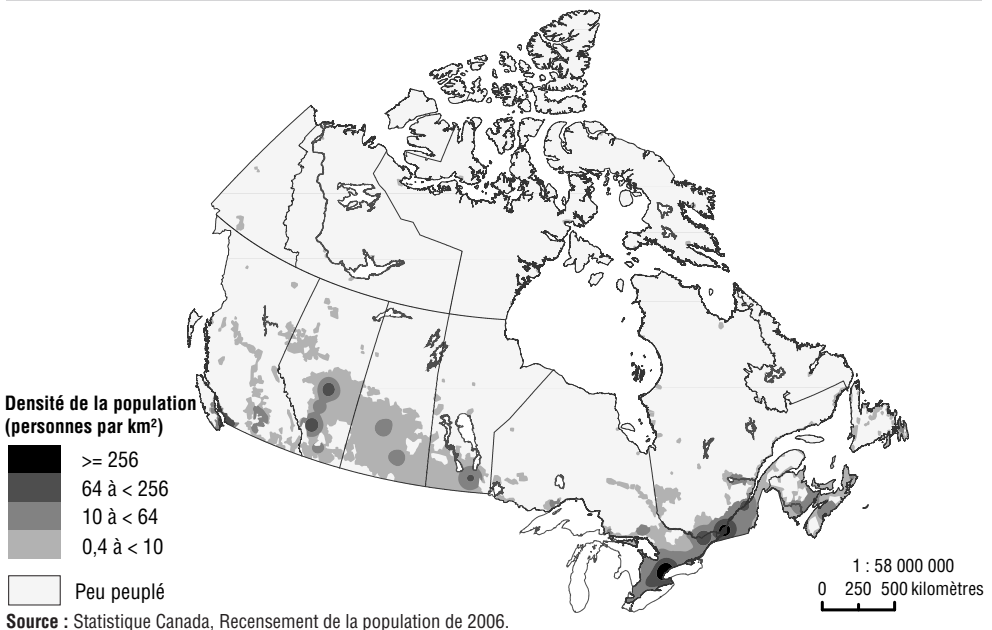 Densité de la population
(personnes par km²)
>= 256
64 à < 256
10 à < 64
0,4 à < 10
Peu peuplé
1 : 58 000 000
0 250 500 kilomètres
Source : Statistique Canada, Recensement de la population de 2006.